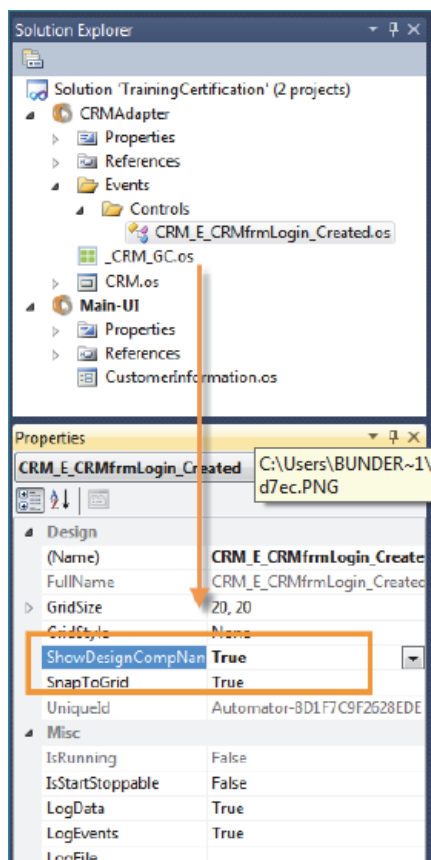 Solution Explorer
Solution 'TrainingCertification' (2 projects)
CRMAdapter
Properties
References
Events
Controls
CRM_E_CRMfrmLogin_Created.os
_CRM_GC.os
CRM.os
Main-UI
Properties
References
CustomerInformation.os
Properties
CRM_E_CRMfrmLogin_Created
C:\Users\BUNDER~1\
d7ec.PNG
Design
(Name) CRM_E_CRMfrmLogin_Create
FullName CRM_E_CRMfrmLogin_Created
GridSize 20, 20
GridStyle None
ShowDesignCompNan True
SnapToGrid True
UniqueId Automator-8D1F7C9F2628EDE
Misc
IsRunning False
IsStartStoppable False
LogData True
LogEvents True
LogFile